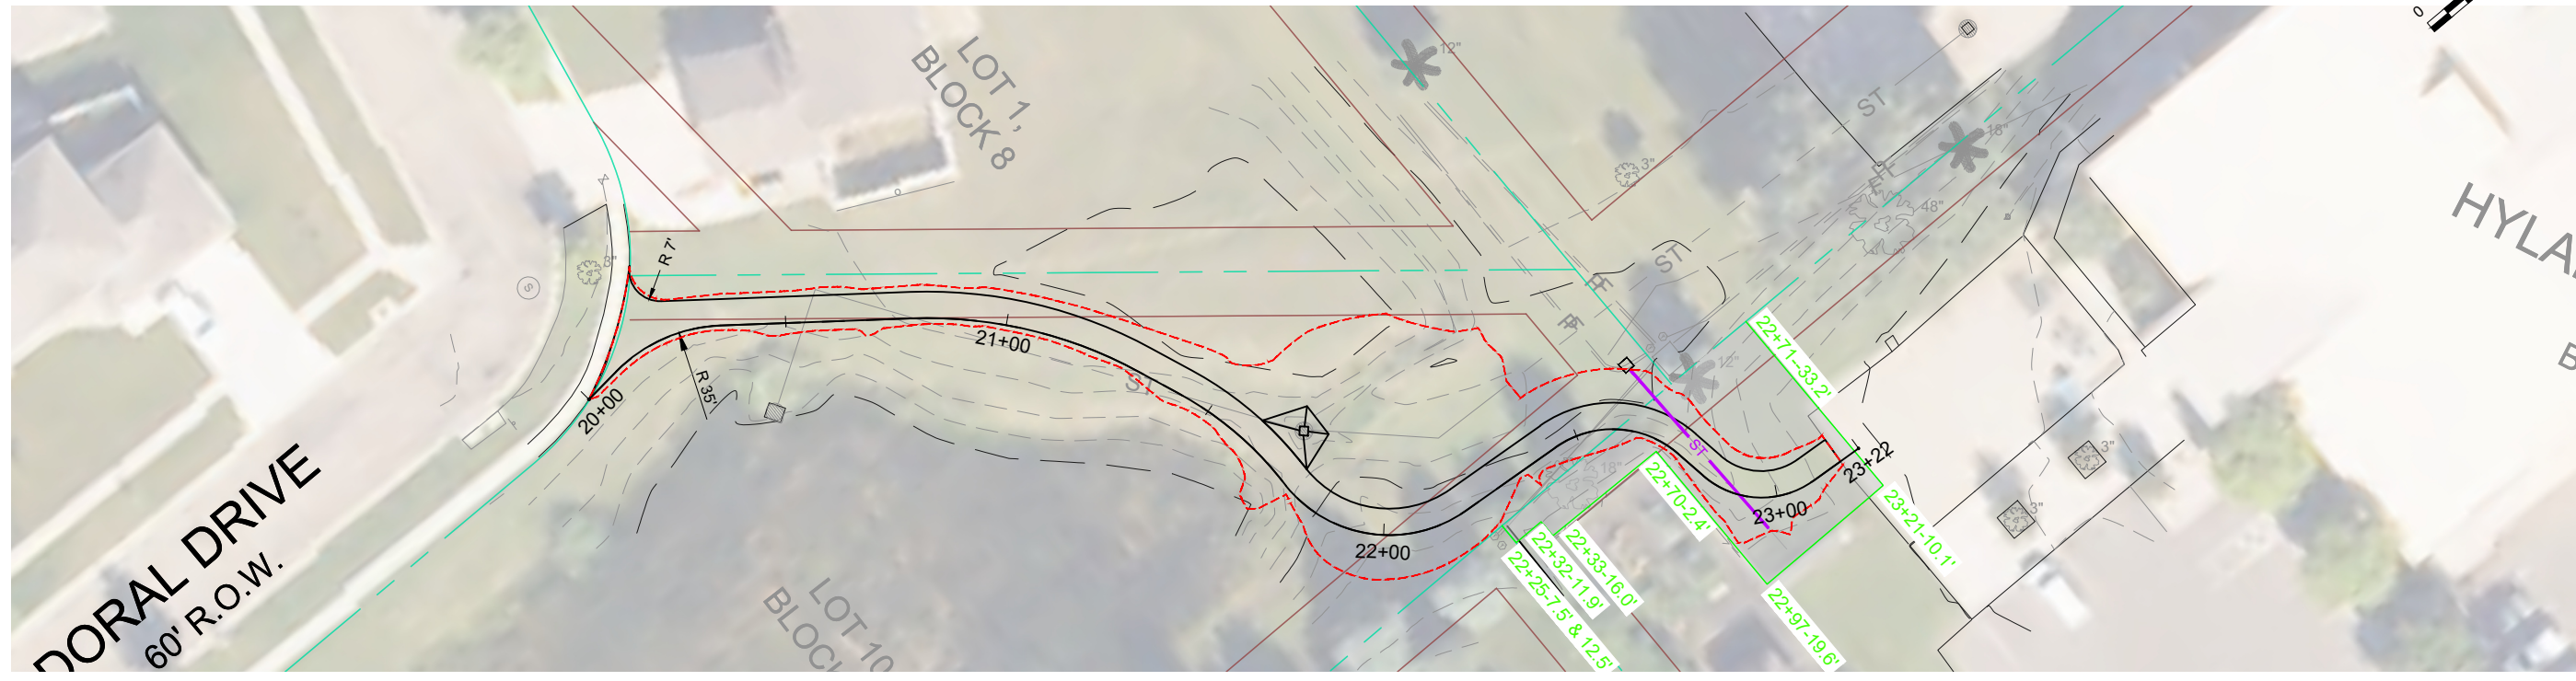 0
12"
LOT 1,
BLOCK 8
ST
18"
3"
48"
HYLA
R 7'
3"
S
ST
21+00
22+71-33.2'
12"
20+00
R 35'
ST
ST
23+22
3"
18"
22+70-2.4'
23+00
23+21-10.1'
3"
DORAL DRIVE
60' R.O.W.
22+00
22+33-16.0'
22+32-11.9'
22+25-7.5' & 12.5'
22+97-19.6'
LOT 10